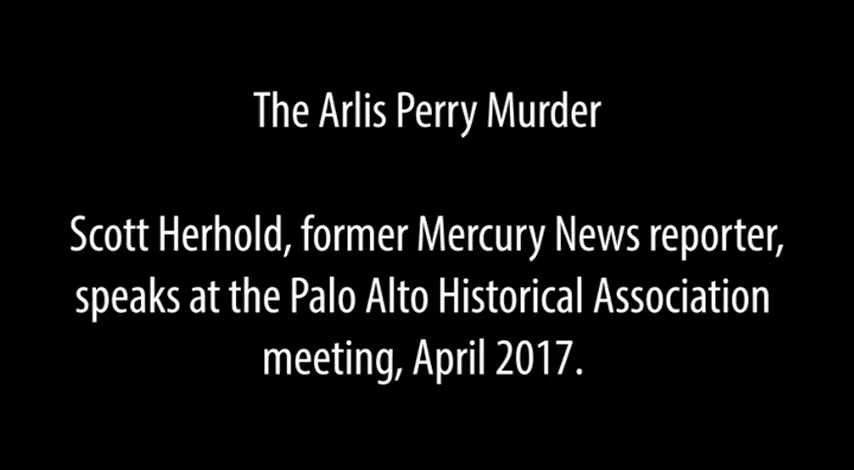 The Arlis Perry Murder
Scott Herhold, former Mercury News reporter,
speaks at the Palo Alto Historical Association
meeting, April 2017.